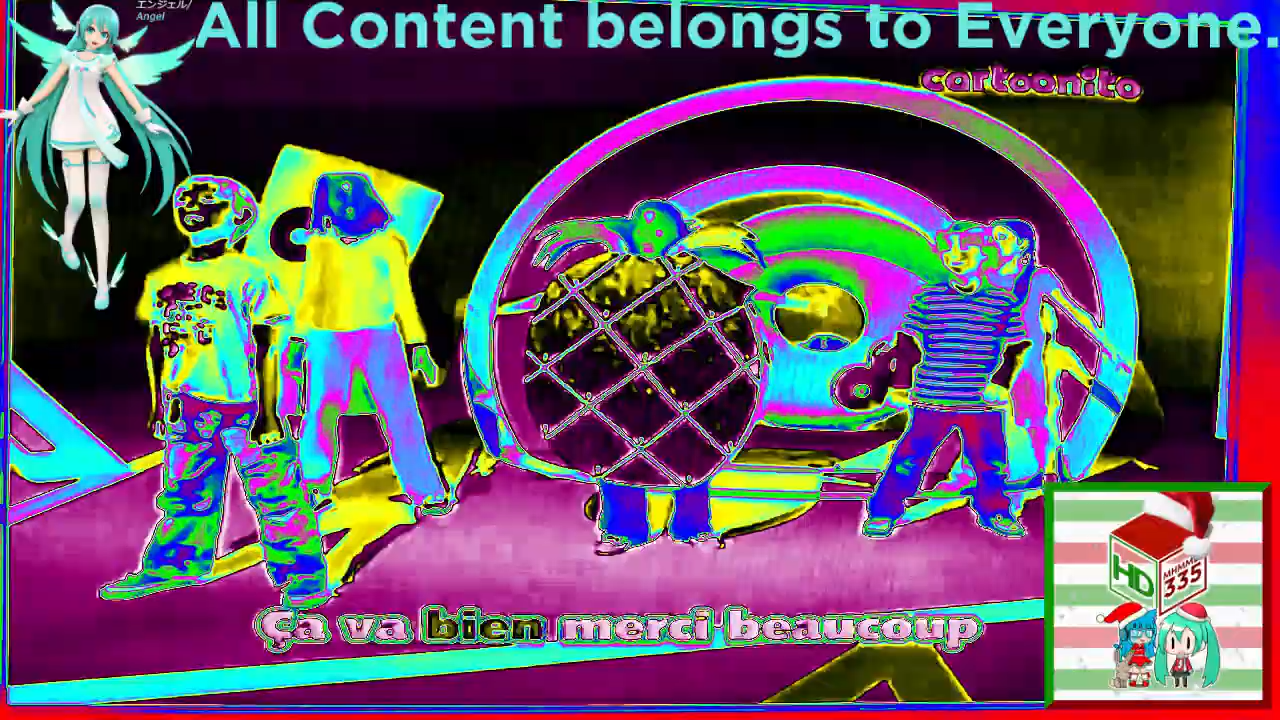 エンジェル/
Angel
All Content belongs to Everyone.
cartoonito
HD
MHMMM
335
Ça va bien merci beaucoup